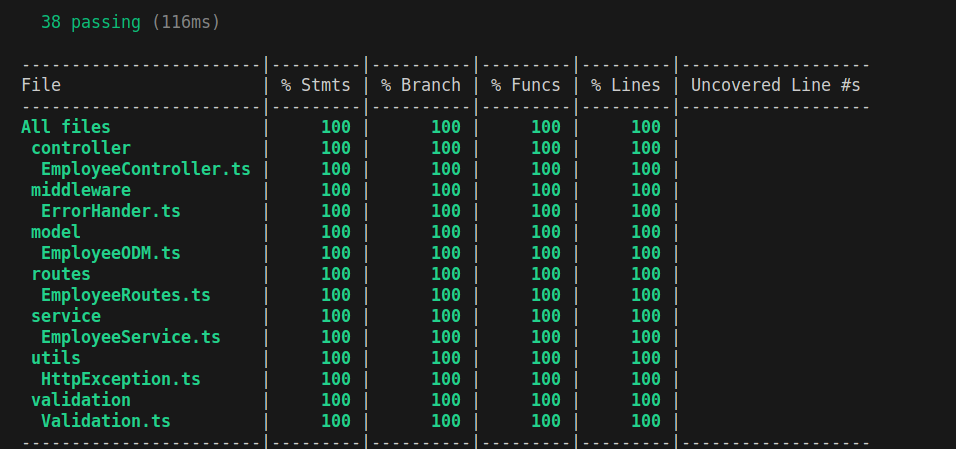 38 passing (116ms)
------------------------|---------|----------|---------|---------|-------------------
File                    | % Stmts | % Branch | % Funcs | % Lines | Uncovered Line #s
------------------------|---------|----------|---------|---------|-------------------
All files               |     100 |      100 |     100 |     100 |
 controller             |     100 |      100 |     100 |     100 |
  EmployeeController.ts |     100 |      100 |     100 |     100 |
 middleware             |     100 |      100 |     100 |     100 |
  ErrorHander.ts        |     100 |      100 |     100 |     100 |
 model                  |     100 |      100 |     100 |     100 |
  EmployeeODM.ts        |     100 |      100 |     100 |     100 |
 routes                 |     100 |      100 |     100 |     100 |
  EmployeeRoutes.ts     |     100 |      100 |     100 |     100 |
 service                |     100 |      100 |     100 |     100 |
  EmployeeService.ts    |     100 |      100 |     100 |     100 |
 utils                  |     100 |      100 |     100 |     100 |
  HttpException.ts      |     100 |      100 |     100 |     100 |
 validation             |     100 |      100 |     100 |     100 |
  Validation.ts         |     100 |      100 |     100 |     100 |
------------------------|---------|----------|---------|---------|-------------------